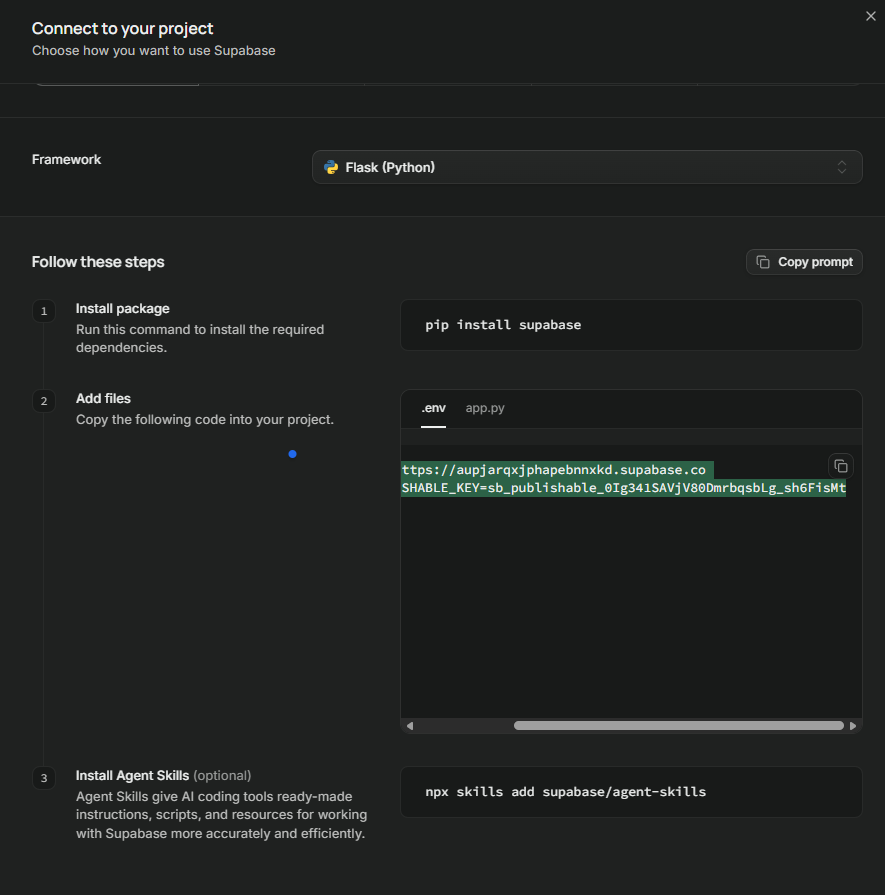 Connect to your project
Choose how you want to use Supabase
Framework
Flask (Python)
Follow these steps
Copy prompt
1
Install package
Run this command to install the required
dependencies.
pip install supabase
2
Add files
Copy the following code into your project.
.env
app.py
ttps://aupjarqxjphapebnnxkd.supabase.co
SHABLE_KEY=sb_publishable_0Ig341SAVjV80DmrbqsbLg_sh6FisMt
3
Install Agent Skills (optional)
Agent Skills give AI coding tools ready-made
instructions, scripts, and resources for working
with Supabase more accurately and efficiently.
npx skills add supabase/agent-skills